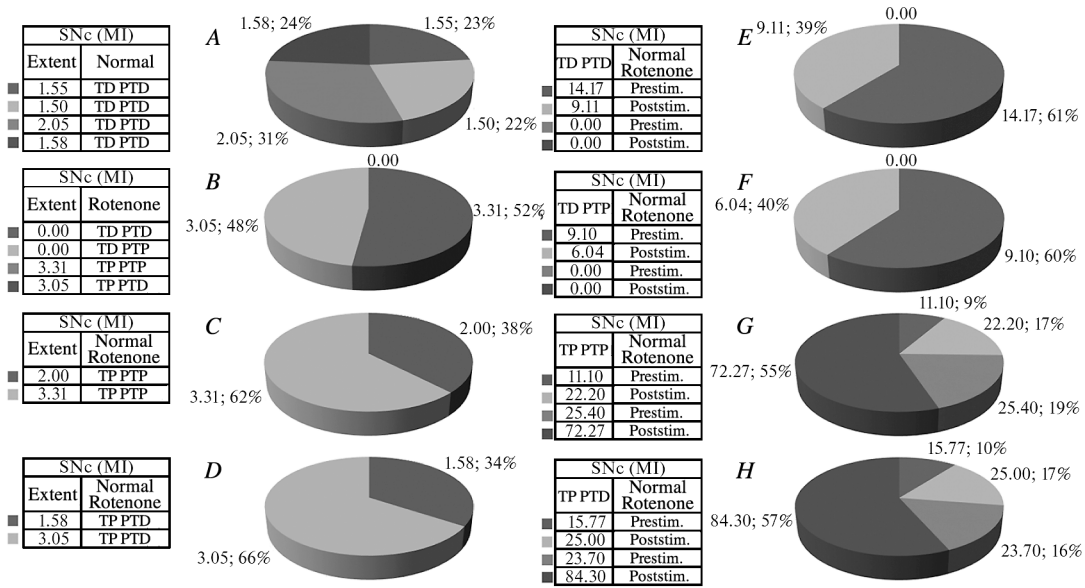 SNc (MI)
Extent Normal
1.55 TD PTD
1.50 TD PTD
2.05 TD PTD
1.58 TD PTD
A
1.58; 24%
1.55; 23%
2.05; 31%
1.50; 22%
SNc (MI)
TD PTD Normal
Rotenone
14.17 Prestim.
9.11 Poststim.
0.00 Prestim.
0.00 Poststim.
E
0.00
9.11; 39%
14.17; 61%
SNc (MI)
Extent Rotenone
0.00 TD PTD
0.00 TD PTP
3.31 TP PTP
3.05 TP PTD
B
0.00
3.05; 48%
3.31; 52%
SNc (MI)
TD PTP Normal
Rotenone
9.10 Prestim.
6.04 Poststim.
0.00 Prestim.
0.00 Poststim.
F
0.00
6.04; 40%
9.10; 60%
SNc (MI)
Extent Normal
Rotenone
2.00 TP PTP
3.31 TP PTP
C
2.00; 38%
3.31; 62%
SNc (MI)
TP PTP Normal
Rotenone
11.10 Prestim.
22.20 Poststim.
25.40 Prestim.
72.27 Poststim.
G
11.10; 9%
22.20; 17%
72.27; 55%
25.40; 19%
SNc (MI)
Extent Normal
Rotenone
1.58 TP PTD
3.05 TP PTD
D
1.58; 34%
3.05; 66%
SNc (MI)
TP PTD Normal
Rotenone
15.77 Prestim.
25.00 Poststim.
23.70 Prestim.
84.30 Poststim.
H
15.77; 10%
25.00; 17%
84.30; 57%
23.70; 16%